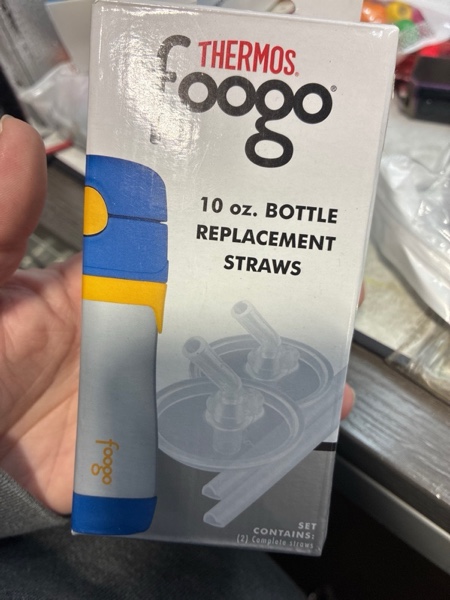 THERMOS®
foogo®
10 oz. BOTTLE
REPLACEMENT
STRAWS
foogo
SET
CONTAINS:
(2) Complete straws